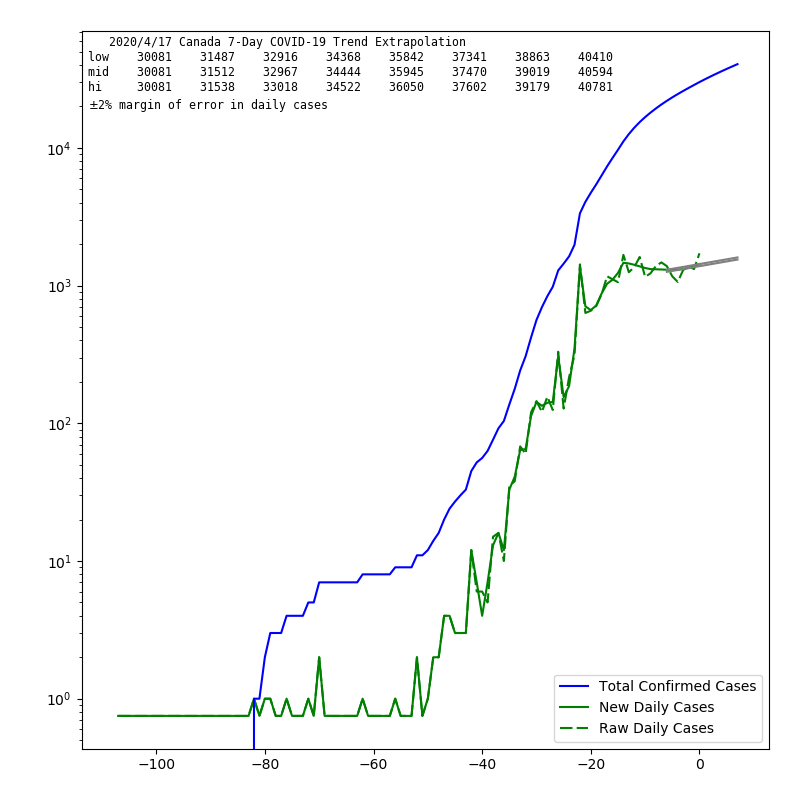 2020/4/17 Canada 7-Day COVID-19 Trend Extrapolation
low 30081 31487 32916 34368 35842 37341 38863 40410
mid 30081 31512 32967 34444 35945 37470 39019 40594
hi 30081 31538 33018 34522 36050 37602 39179 40781
±2% margin of error in daily cases
10⁴
10³
10²
10¹
10⁰
Total Confirmed Cases
New Daily Cases
Raw Daily Cases
−100 −80 −60 −40 −20 0